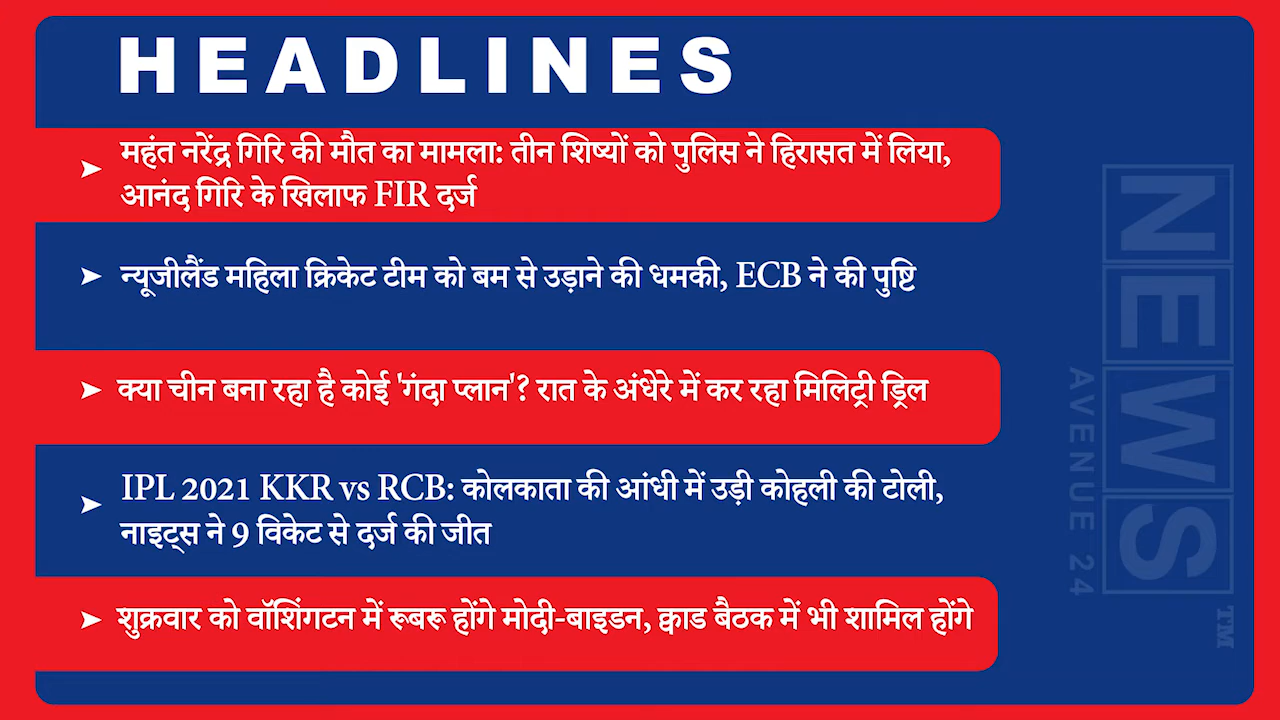 HEADLINES
महंत नरेंद्र गिरि की मौत का मामला: तीन शिष्यों को पुलिस ने हिरासत में लिया,
आनंद गिरि के खिलाफ FIR दर्ज
न्यूजीलैंड महिला क्रिकेट टीम को बम से उड़ाने की धमकी, ECB ने की पुष्टि
क्या चीन बना रहा है कोई 'गंदा प्लान'? रात के अंधेरे में कर रहा मिलिट्री ड्रिल
IPL 2021 KKR vs RCB: कोलकाता की आंधी में उड़ी कोहली की टोली,
नाइट्स ने 9 विकेट से दर्ज की जीत
शुक्रवार को वॉशिंगटन में रूबरू होंगे मोदी-बाइडन, क्वाड बैठक में भी शामिल होंगे
NEWS
AVENUE 24
TM